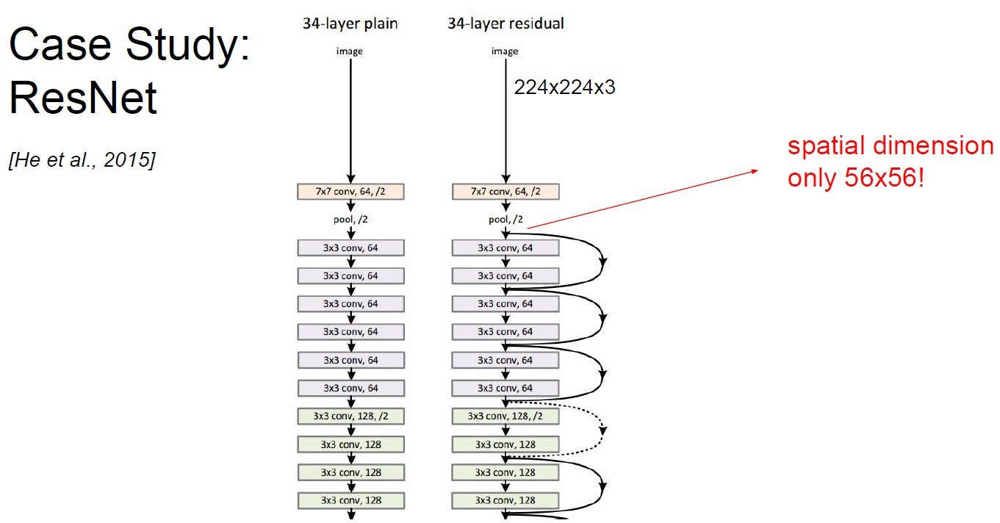 Case Study:
ResNet
[He et al., 2015]
34-layer plain
image
7x7 conv, 64, /2
pool, /2
3x3 conv, 64
3x3 conv, 64
3x3 conv, 64
3x3 conv, 64
3x3 conv, 64
3x3 conv, 64
3x3 conv, 128, /2
3x3 conv, 128
3x3 conv, 128
3x3 conv, 128
34-layer residual
image
224x224x3
7x7 conv, 64, /2
pool, /2
3x3 conv, 64
3x3 conv, 64
3x3 conv, 64
3x3 conv, 64
3x3 conv, 64
3x3 conv, 64
3x3 conv, 128, /2
3x3 conv, 128
3x3 conv, 128
3x3 conv, 128
spatial dimension
only 56x56!